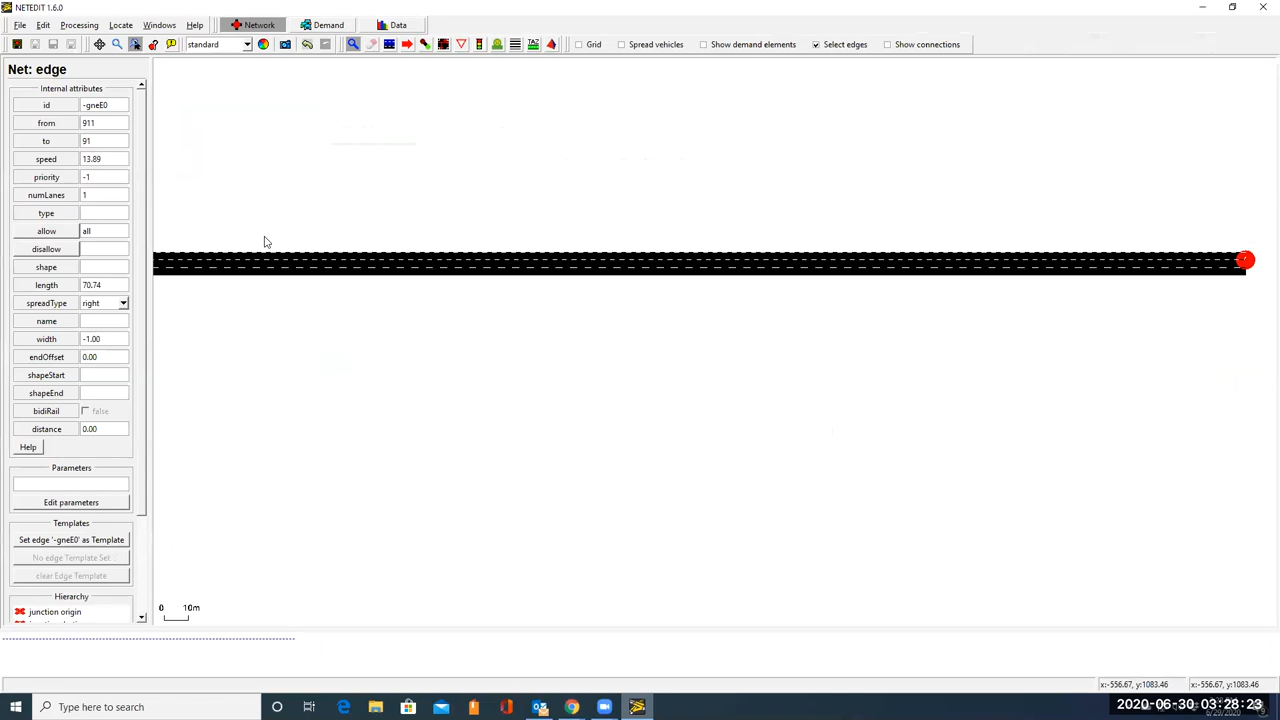 NETEDIT 1.6.0
File Edit Processing Locate Windows Help Network Demand Data
standard Grid Spread vehicles Show demand elements Select edges Show connections
Net: edge
Internal attributes
id -gneE0
from 911
to 91
speed 13.89
priority -1
numLanes 1
type
allow all
disallow
shape
length 70.74
spreadType right
name
width -1.00
endOffset 0.00
shapeStart
shapeEnd
bidiRail false
distance 0.00
Help
Parameters
Edit parameters
Templates
Set edge '-gneE0' as Template
No edge Template Set
clear Edge Template
Hierarchy
junction origin
0 10m
x:-556.67, y:1083.46 x:-556.67, y:1083.46
Type here to search
2020-06-30 03:28:23